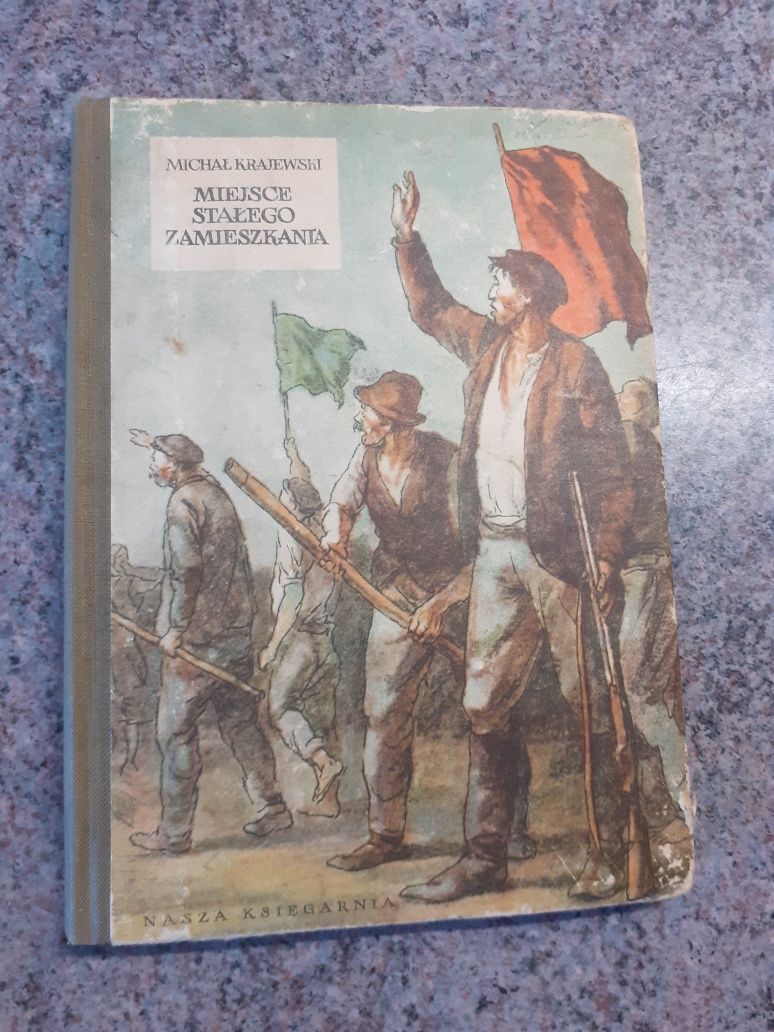 MICHAŁ KRAJEWSKI
MIEJSCE
STAŁEGO
ZAMIESZKANIA
NASZA KSIĘGARNIA